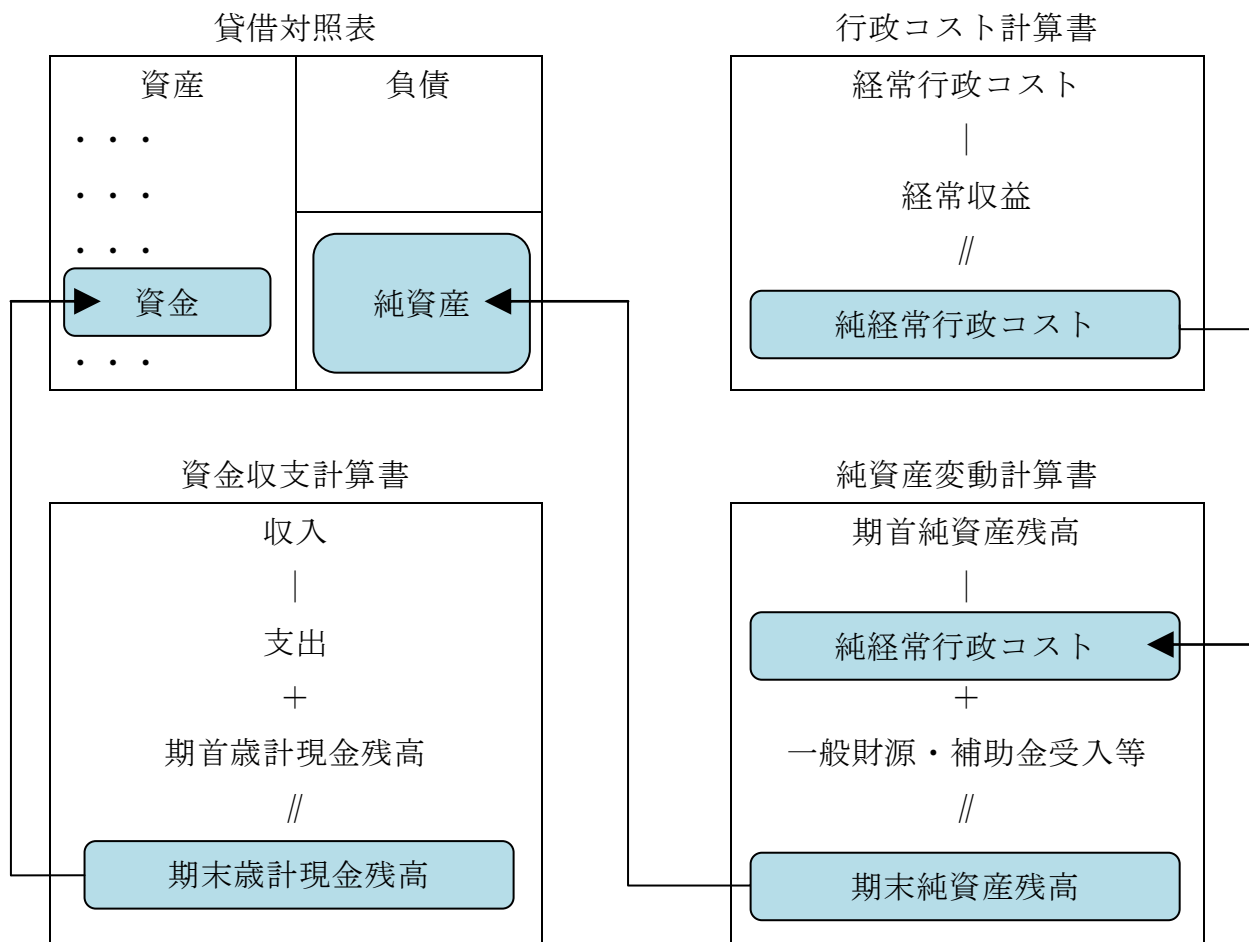 貸借対照表
資産
・・・
・・・
・・・
資金
・・・
負債
純資産
行政コスト計算書
経常行政コスト
|
経常収益
//
純経常行政コスト
資金収支計算書
収入
|
支出
＋
期首歳計現金残高
//
期末歳計現金残高
純資産変動計算書
期首純資産残高
|
純経常行政コスト
＋
一般財源・補助金受入等
//
期末純資産残高